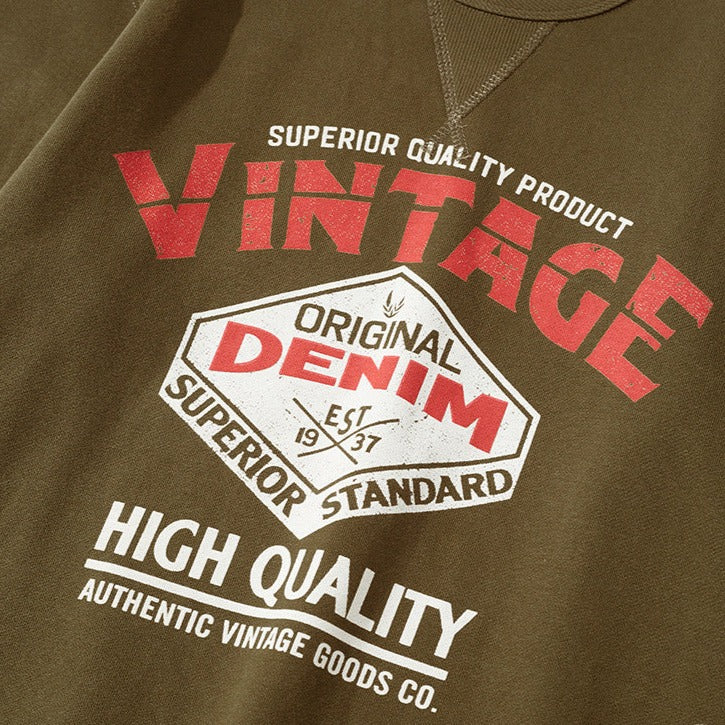 SUPERIOR QUALITY PRODUCT
VINTAGE
ORIGINAL
DENIM
EST
19 37
SUPERIOR STANDARD
HIGH QUALITY
AUTHENTIC VINTAGE GOODS CO.